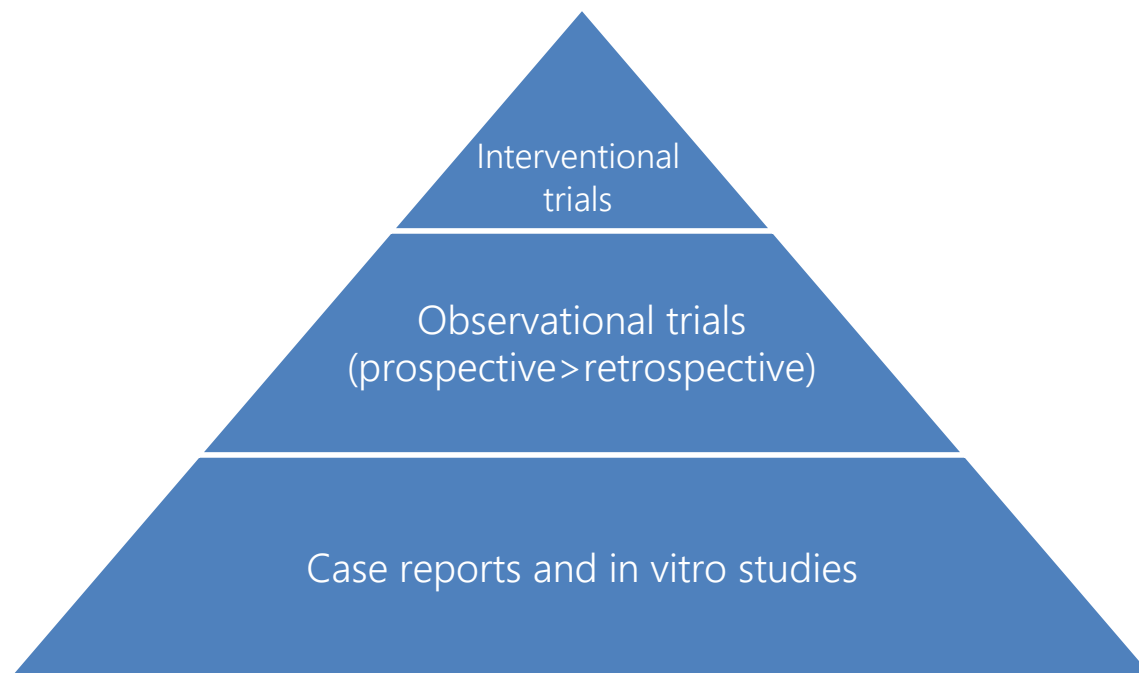 Interventional
trials
Observational trials
(prospective>retrospective)
Case reports and in vitro studies